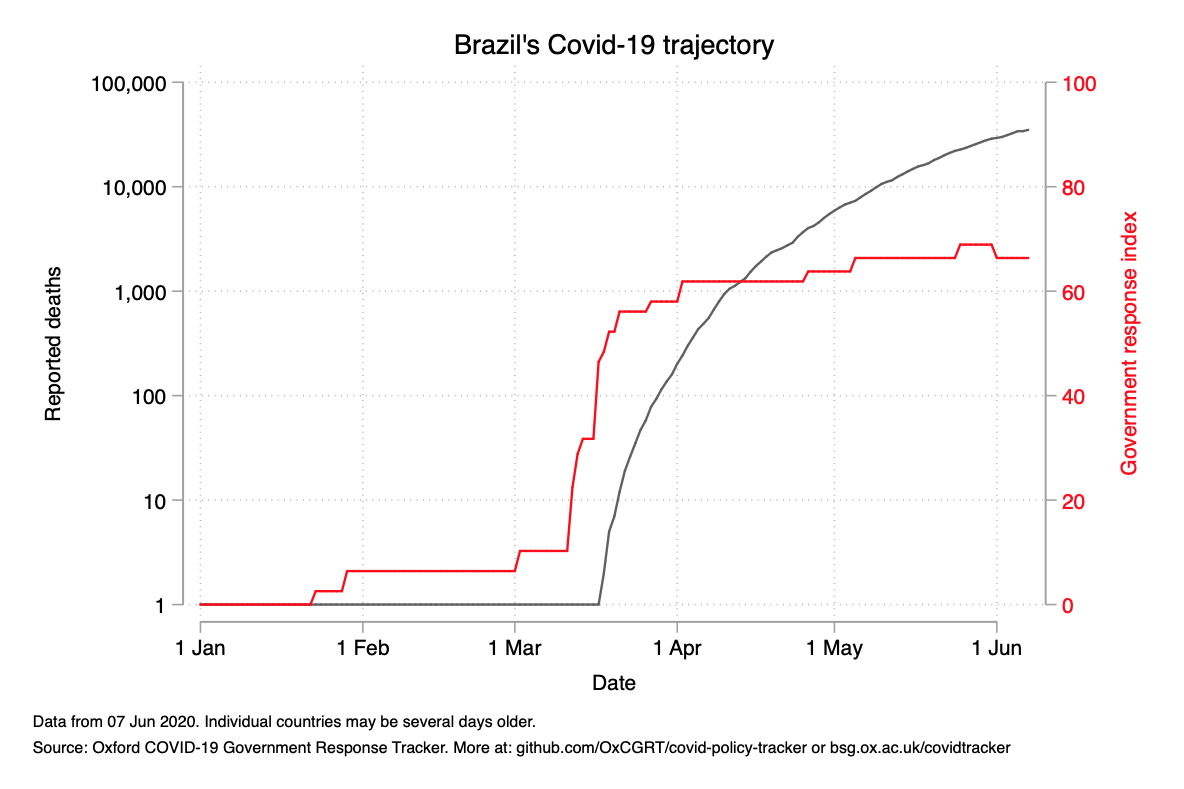 Brazil's Covid-19 trajectory
100,000
10,000
1,000
100
10
1
Reported deaths
100
80
60
40
20
0
Government response index
1 Jan 1 Feb 1 Mar 1 Apr 1 May 1 Jun
Date
Data from 07 Jun 2020. Individual countries may be several days older.
Source: Oxford COVID-19 Government Response Tracker. More at: github.com/OxCGRT/covid-policy-tracker or bsg.ox.ac.uk/covidtracker